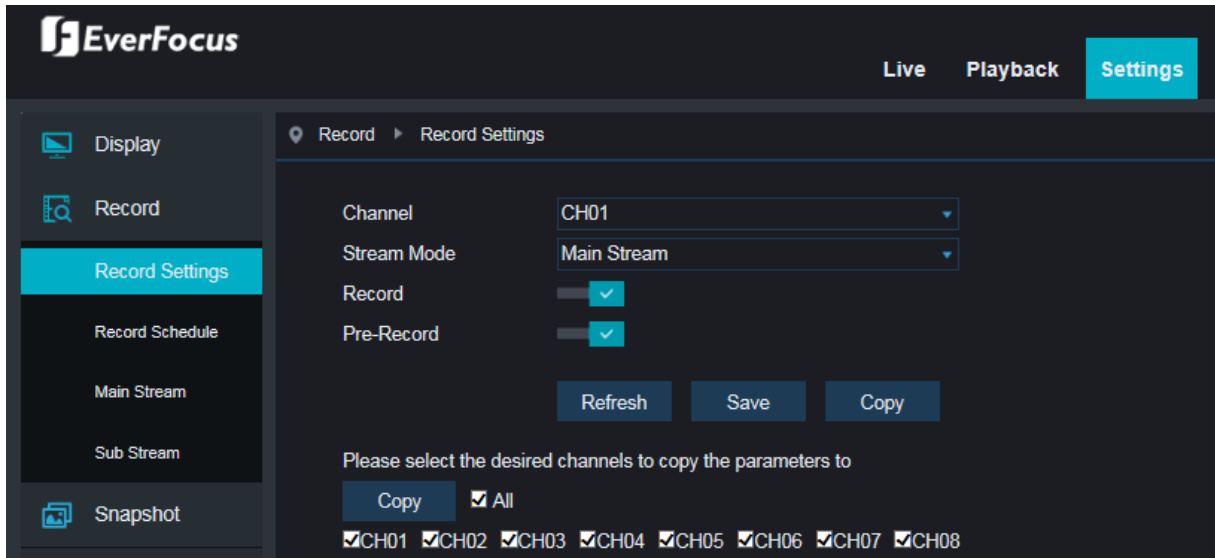 EverFocus
Live Playback Settings
Display
Record
Record Settings
Record Schedule
Main Stream
Sub Stream
Snapshot
Record Record Settings
Channel CH01
Stream Mode Main Stream
Record
Pre-Record
Refresh Save Copy
Please select the desired channels to copy the parameters to
Copy All
CH01 CH02 CH03 CH04 CH05 CH06 CH07 CH08